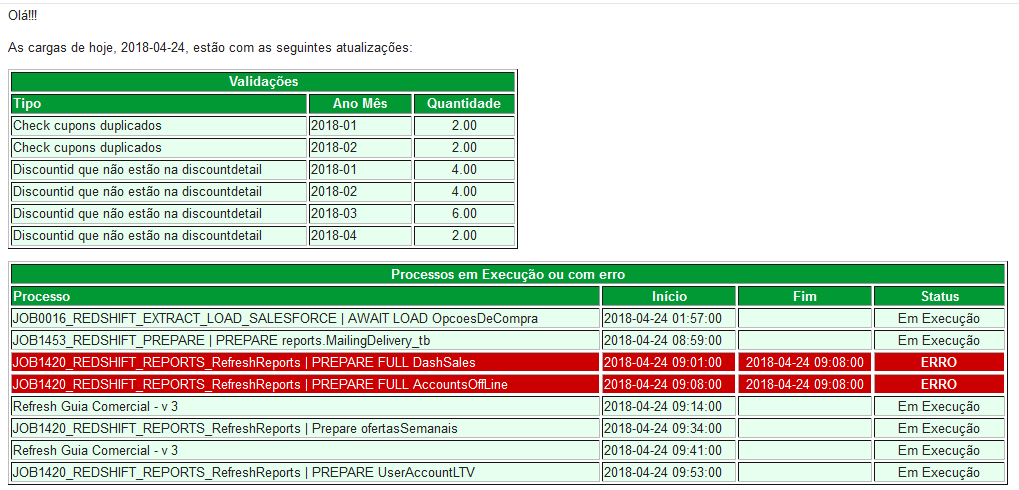 Olá!!!
As cargas de hoje, 2018-04-24, estão com as seguintes atualizações:
Validações
Tipo Ano Mês Quantidade
Check cupons duplicados 2018-01 2.00
Check cupons duplicados 2018-02 2.00
Discountid que não estão na discountdetail 2018-01 4.00
Discountid que não estão na discountdetail 2018-02 4.00
Discountid que não estão na discountdetail 2018-03 6.00
Discountid que não estão na discountdetail 2018-04 2.00
Processos em Execução ou com erro
Processo Início Fim Status
JOB0016_REDSHIFT_EXTRACT_LOAD_SALESFORCE | AWAIT LOAD OpcoesDeCompra 2018-04-24 01:57:00 Em Execução
JOB1453_REDSHIFT_PREPARE | PREPARE reports.MailingDelivery_tb 2018-04-24 08:59:00 Em Execução
JOB1420_REDSHIFT_REPORTS_RefreshReports | PREPARE FULL DashSales 2018-04-24 09:01:00 2018-04-24 09:08:00 ERRO
JOB1420_REDSHIFT_REPORTS_RefreshReports | PREPARE FULL AccountsOffLine 2018-04-24 09:08:00 2018-04-24 09:08:00 ERRO
Refresh Guia Comercial - v 3 2018-04-24 09:14:00 Em Execução
JOB1420_REDSHIFT_REPORTS_RefreshReports | Prepare ofertasSemanais 2018-04-24 09:34:00 Em Execução
Refresh Guia Comercial - v 3 2018-04-24 09:41:00 Em Execução
JOB1420_REDSHIFT_REPORTS_RefreshReports | PREPARE UserAccountLTV 2018-04-24 09:53:00 Em Execução